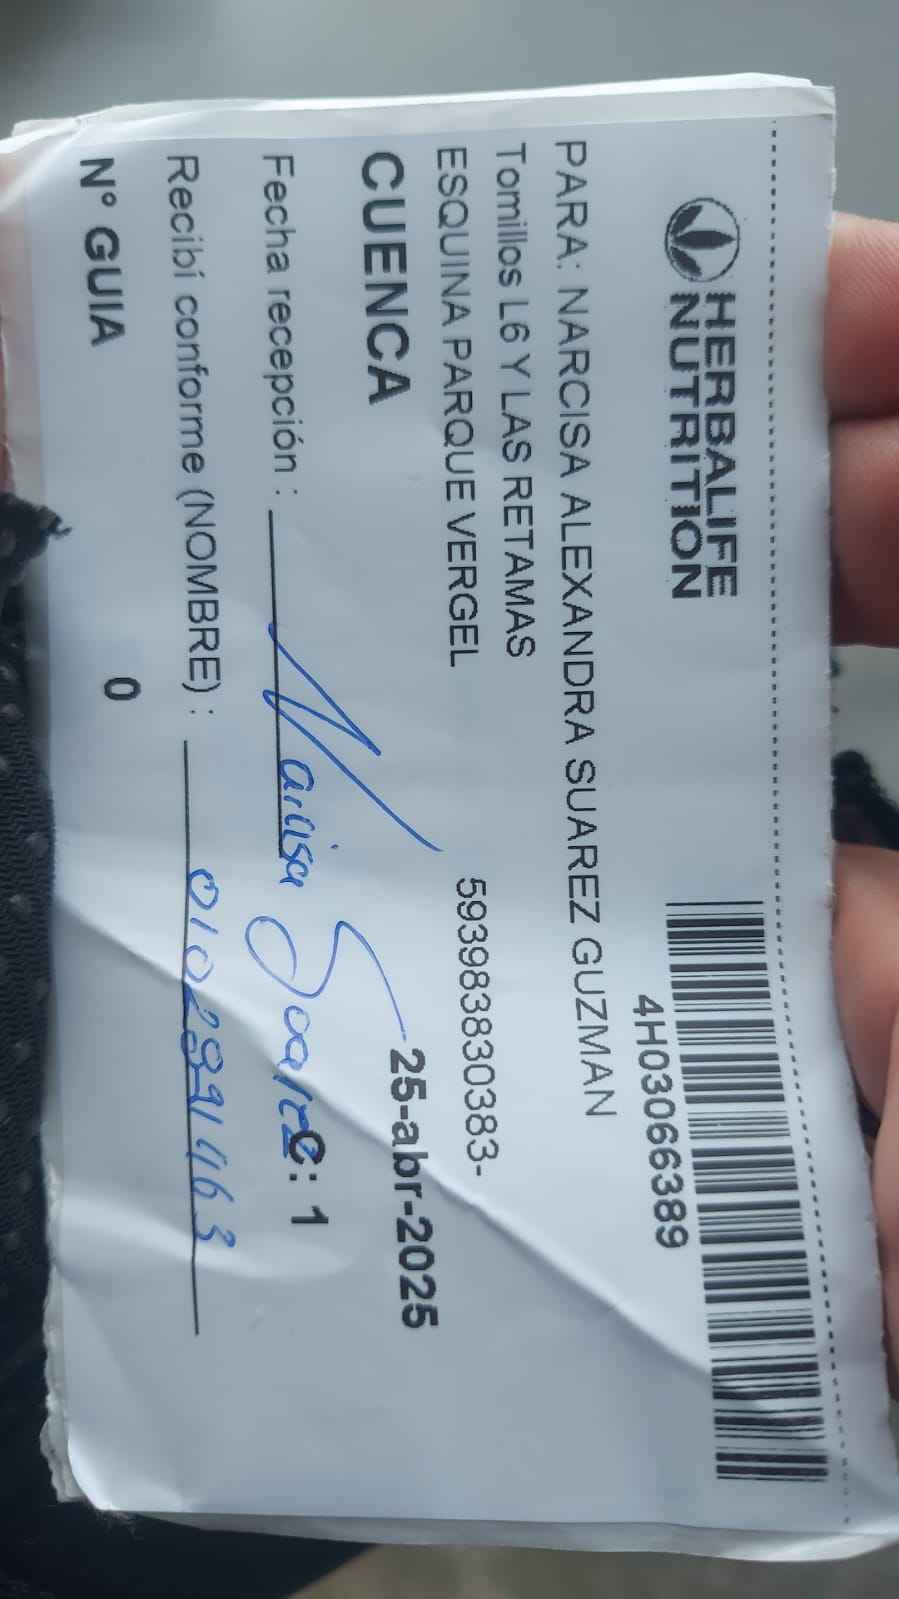 HERBALIFE
NUTRITION
4H03066389
PARA: NARCISA ALEXANDRA SUAREZ GUZMAN
Tomillos L6 Y LAS RETAMAS
ESQUINA PARQUE VERGEL
593983830383-
CUENCA
25-abr-2025
Fecha recepción : Narcisa Suarez
C: 1
Recibí conforme (NOMBRE) :
N° GUIA 0